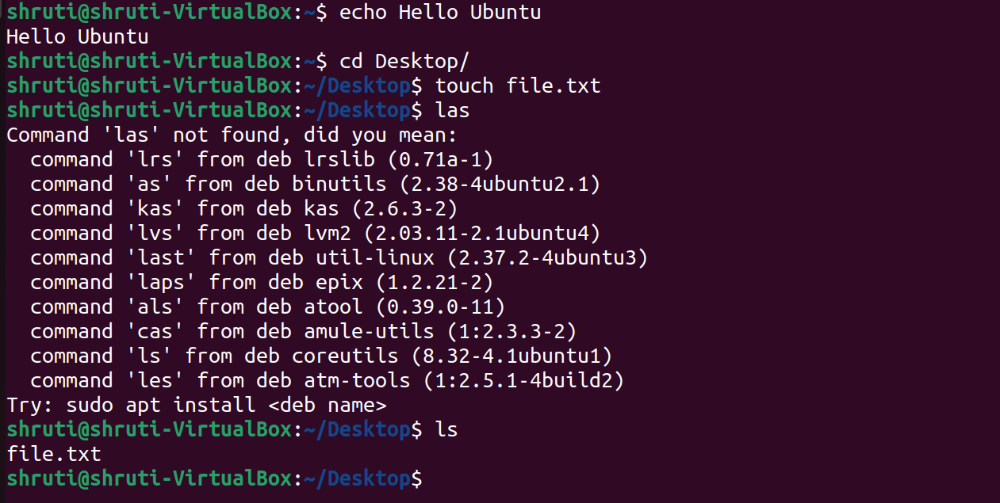 shruti@shruti-VirtualBox:~$ echo Hello Ubuntu
Hello Ubuntu
shruti@shruti-VirtualBox:~$ cd Desktop/
shruti@shruti-VirtualBox:~/Desktop$ touch file.txt
shruti@shruti-VirtualBox:~/Desktop$ las
Command 'las' not found, did you mean:
  command 'lrs' from deb lrslib (0.71a-1)
  command 'as' from deb binutils (2.38-4ubuntu2.1)
  command 'kas' from deb kas (2.6.3-2)
  command 'lvs' from deb lvm2 (2.03.11-2.1ubuntu4)
  command 'last' from deb util-linux (2.37.2-4ubuntu3)
  command 'laps' from deb epix (1.2.21-2)
  command 'als' from deb atool (0.39.0-11)
  command 'cas' from deb amule-utils (1:2.3.3-2)
  command 'ls' from deb coreutils (8.32-4.1ubuntu1)
  command 'les' from deb atm-tools (1:2.5.1-4build2)
Try: sudo apt install <deb name>
shruti@shruti-VirtualBox:~/Desktop$ ls
file.txt
shruti@shruti-VirtualBox:~/Desktop$